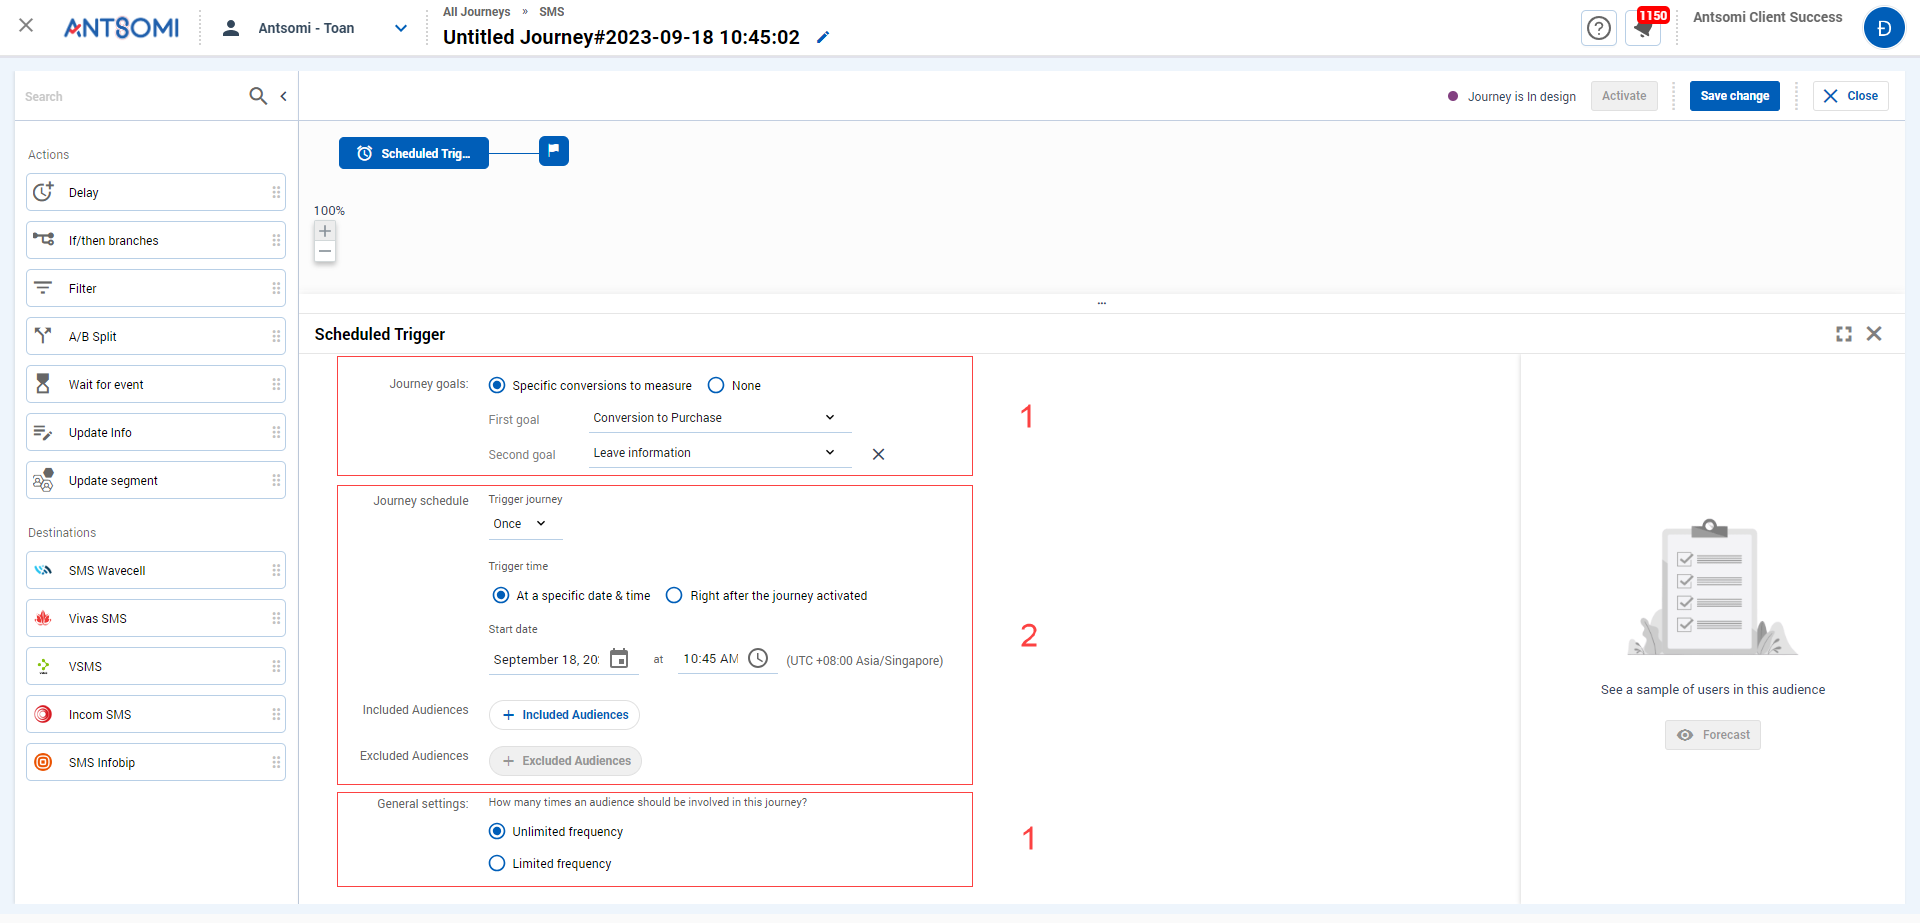 ANTSOMI
Antsomi - Toan
All Journeys » SMS
Untitled Journey#2023-09-18 10:45:02
1150
Antsomi Client Success
Đ
Search
Journey is In design
Activate
Save change
Close
Actions
Delay
If/then branches
Filter
A/B Split
Wait for event
Update Info
Update segment
Destinations
SMS Wavecell
Vivas SMS
VSMS
Incom SMS
SMS Infobip
Scheduled Trig...
100%
...
Scheduled Trigger
Journey goals:
Specific conversions to measure
None
First goal
Conversion to Purchase
Second goal
Leave information
1
Journey schedule
Trigger journey
Once
Trigger time
At a specific date & time
Right after the journey activated
Start date
September 18, 20
at
10:45 AM
(UTC +08:00 Asia/Singapore)
2
Included Audiences
+ Included Audiences
Excluded Audiences
+ Excluded Audiences
General settings:
How many times an audience should be involved in this journey?
Unlimited frequency
Limited frequency
1
See a sample of users in this audience
Forecast